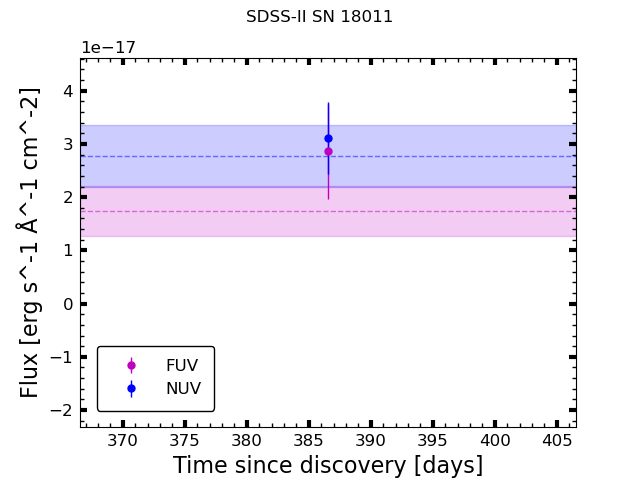 SDSS-II SN 18011
1e−17
Flux [erg s^-1 Å^-1 cm^-2]
4
3
2
1
0
−1
−2
FUV
NUV
370 375 380 385 390 395 400 405
Time since discovery [days]